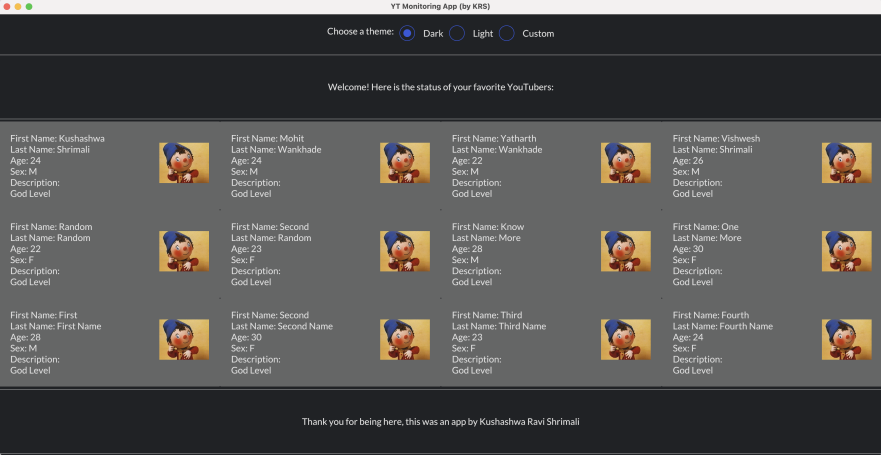 YT Monitoring App (by KRS)
Choose a theme: Dark Light Custom
Welcome! Here is the status of your favorite YouTubers:
First Name: Kushashwa
Last Name: Shrimali
Age: 24
Sex: M
Description:
God Level
First Name: Mohit
Last Name: Wankhade
Age: 24
Sex: M
Description:
God Level
First Name: Yatharth
Last Name: Wankhade
Age: 22
Sex: M
Description:
God Level
First Name: Vishwesh
Last Name: Shrimali
Age: 26
Sex: M
Description:
God Level
First Name: Random
Last Name: Random
Age: 22
Sex: F
Description:
God Level
First Name: Second
Last Name: Random
Age: 23
Sex: F
Description:
God Level
First Name: Know
Last Name: More
Age: 28
Sex: M
Description:
God Level
First Name: One
Last Name: More
Age: 30
Sex: F
Description:
God Level
First Name: First
Last Name: First Name
Age: 28
Sex: M
Description:
God Level
First Name: Second
Last Name: Second Name
Age: 30
Sex: F
Description:
God Level
First Name: Third
Last Name: Third Name
Age: 23
Sex: F
Description:
God Level
First Name: Fourth
Last Name: Fourth Name
Age: 24
Sex: F
Description:
God Level
Thank you for being here, this was an app by Kushashwa Ravi Shrimali